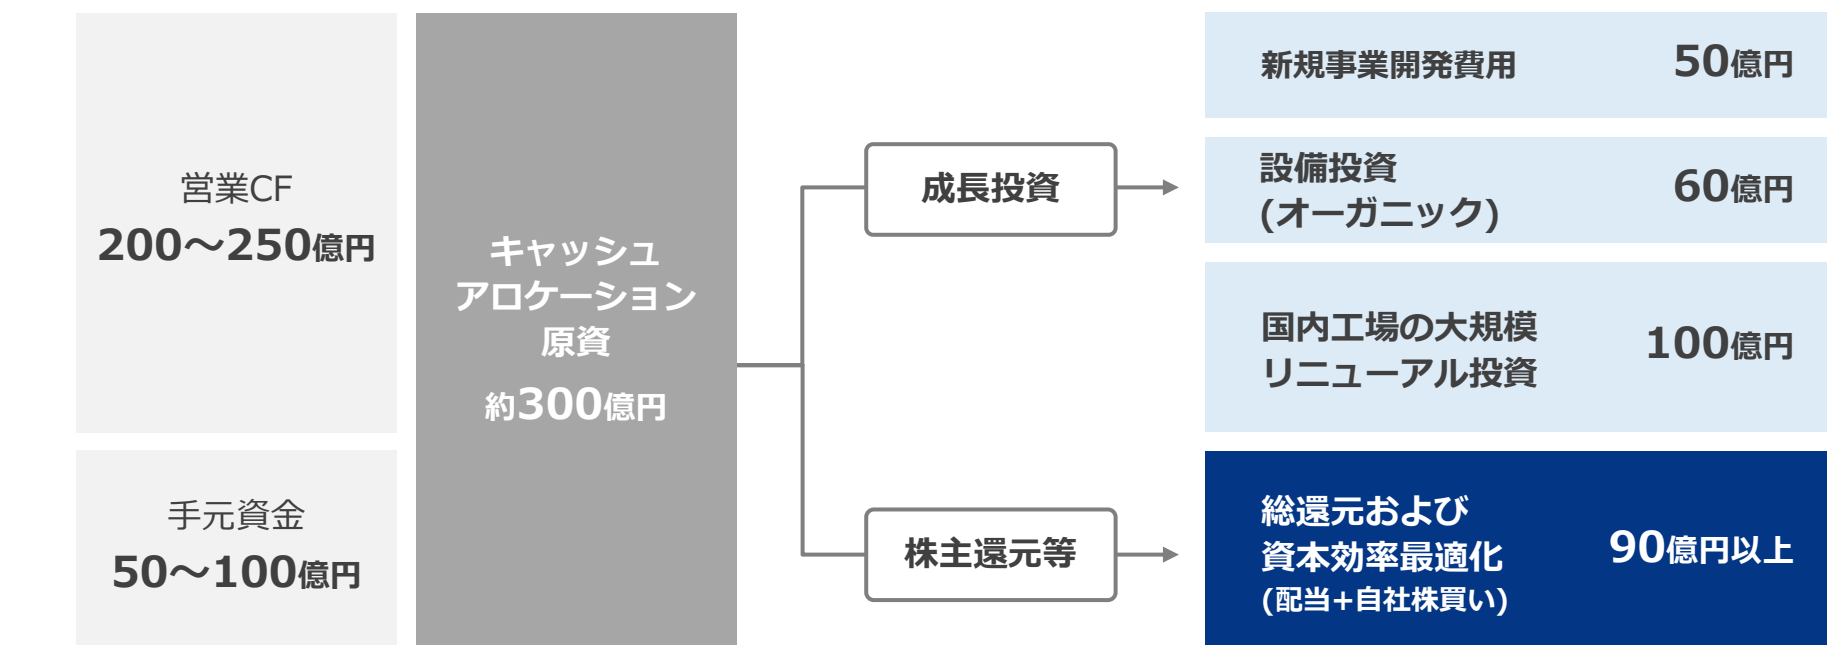 営業CF
200～250億円
手元資金
50～100億円
キャッシュ
アロケーション
原資
約300億円
成長投資
株主還元等
新規事業開発費用 50億円
設備投資
(オーガニック)
60億円
国内工場の大規模
リニューアル投資
100億円
総還元および
資本効率最適化
(配当+自社株買い)
90億円以上